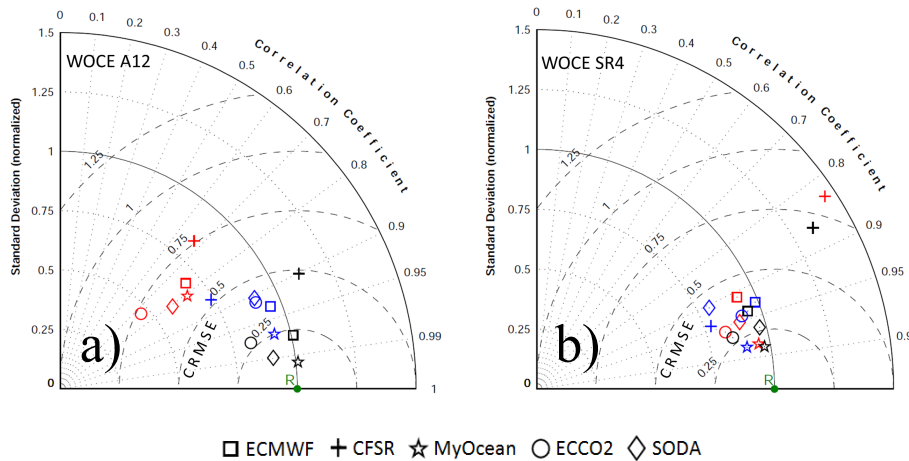 0 0.1 0.2 0.3 0.4 0.5 0.6 0.7 0.8 0.9 0.95 0.99 1
Correlation Coefficient
WOCE A12
Standard Deviation (normalized)
1.5
1.25
1
0.75
0.5
0.25
0
1.25
1
0.75
0.5
0.25
CRMSE
a)
R
0 0.1 0.2 0.3 0.4 0.5 0.6 0.7 0.8 0.9 0.95
Correlation Coefficient
WOCE SR4
Standard Deviation (normalized)
1.5
1.25
1
0.75
0.5
0.25
0
1.25
1
0.75
0.5
0.25
CRMSE
b)
R
ECMWF CFSR MyOcean ECCO2 SODA